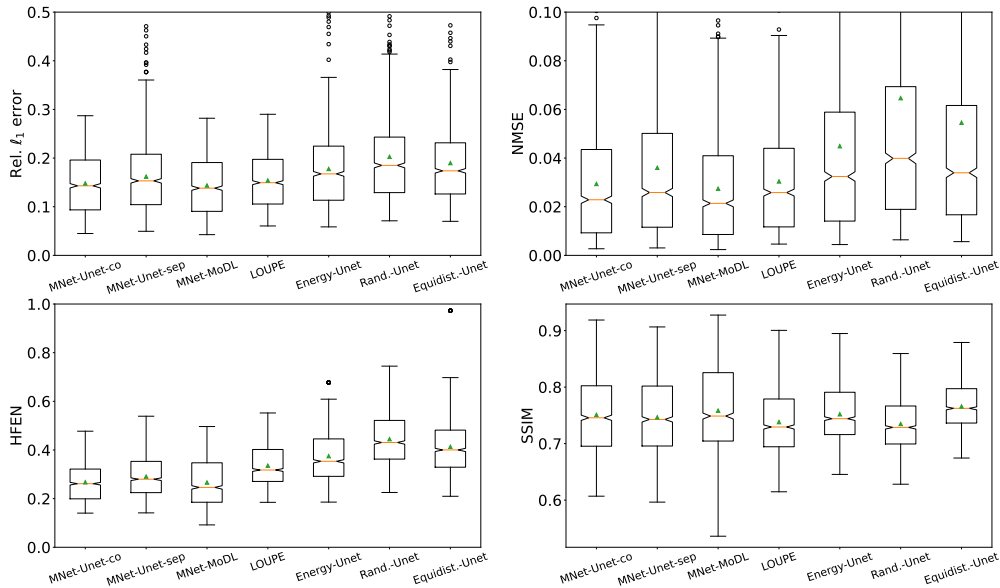 0.5
0.4
0.3
0.2
0.1
0.0
Rel. ℓ₁ error
MNet-Unet-co
MNet-Unet-sep
MNet-MoDL
LOUPE
Energy-Unet
Rand.-Unet
Equidist.-Unet
0.10
0.08
0.06
0.04
0.02
0.00
NMSE
MNet-Unet-co
MNet-Unet-sep
MNet-MoDL
LOUPE
Energy-Unet
Rand.-Unet
Equidist.-Unet
1.0
0.8
0.6
0.4
0.2
0.0
HFEN
MNet-Unet-co
MNet-Unet-sep
MNet-MoDL
LOUPE
Energy-Unet
Rand.-Unet
Equidist.-Unet
0.9
0.8
0.7
0.6
SSIM
MNet-Unet-co
MNet-Unet-sep
MNet-MoDL
LOUPE
Energy-Unet
Rand.-Unet
Equidist.-Unet